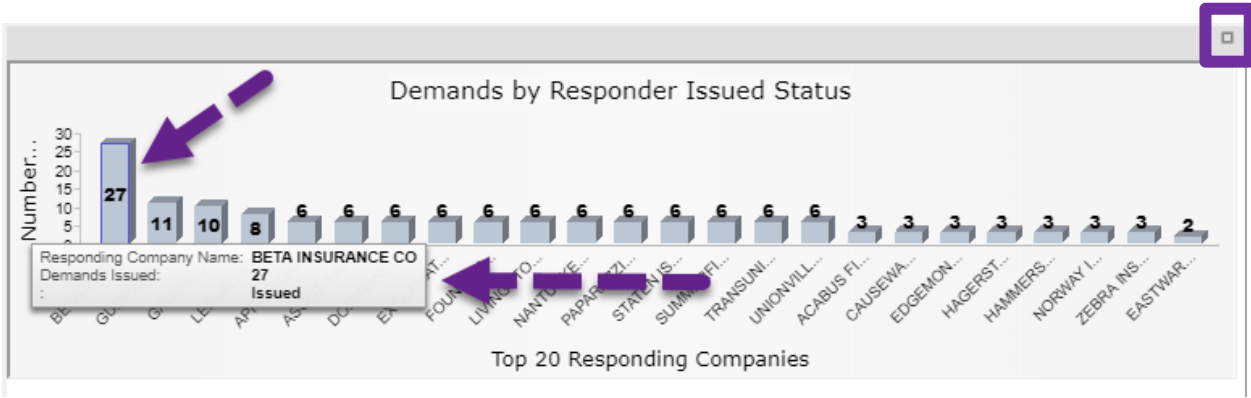 Demands by Responder Issued Status
Number...
30
25
20
15
10
5
27
11
10
8
6
6
6
6
6
6
6
6
6
6
6
6
3
3
3
3
3
3
3
2
Responding Company Name: BETA INSURANCE CO
Demands Issued: 27
: Issued
STATEN IS...
TRANSUNI...
UNIONVILL...
ACABUS FI...
CAUSEWA...
EDGEMON...
HAGERST...
HAMMERS...
NORWAY I...
ZEBRA INS...
EASTWAR...
Top 20 Responding Companies